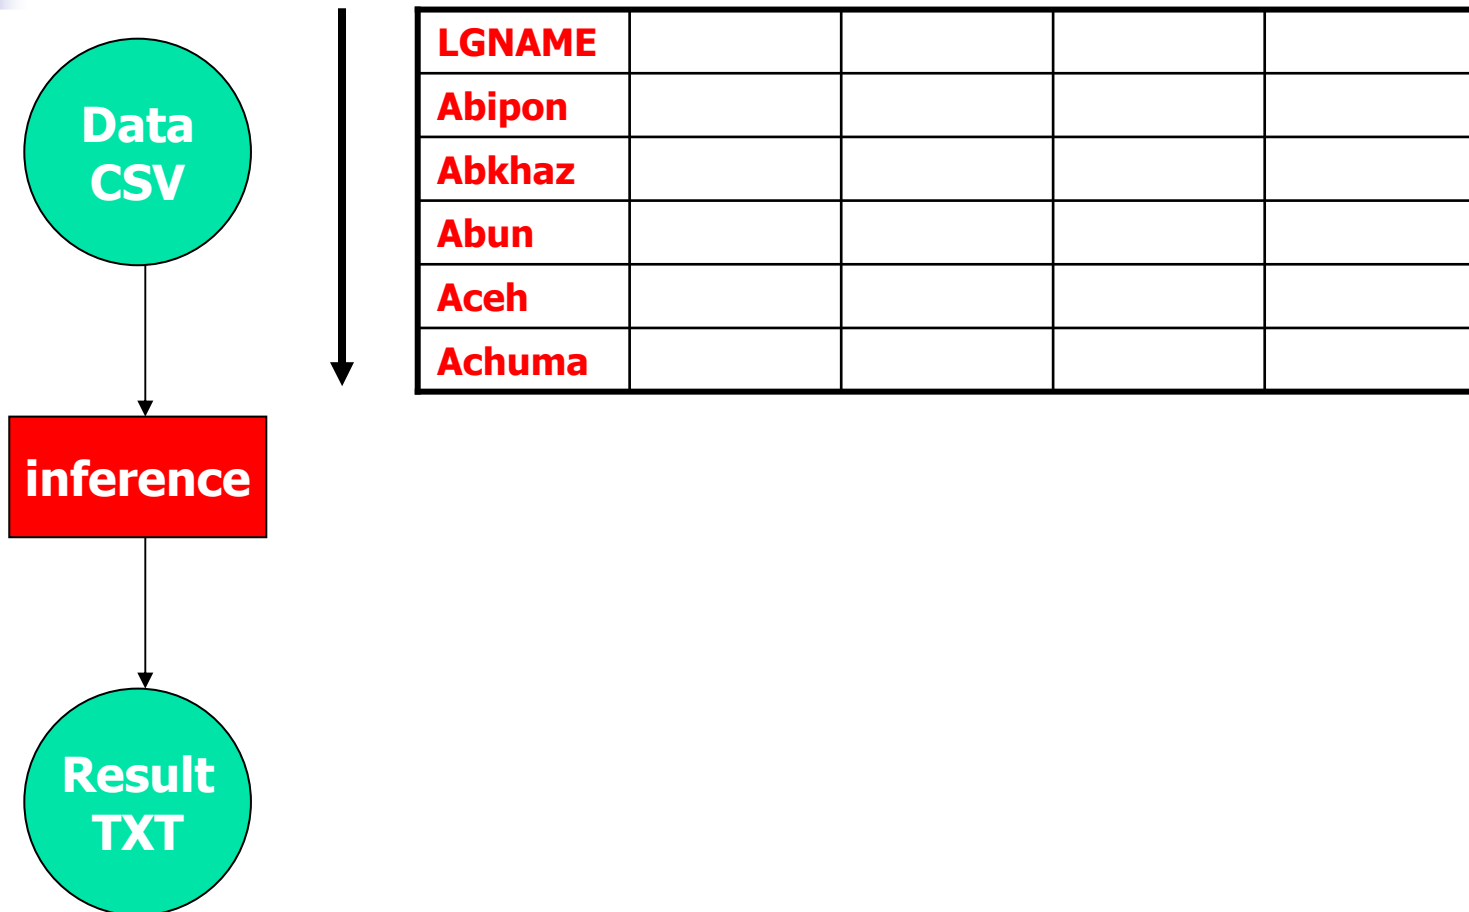 Data
CSV
inference
Result
TXT
LGNAME
Abipon
Abkhaz
Abun
Aceh
Achuma